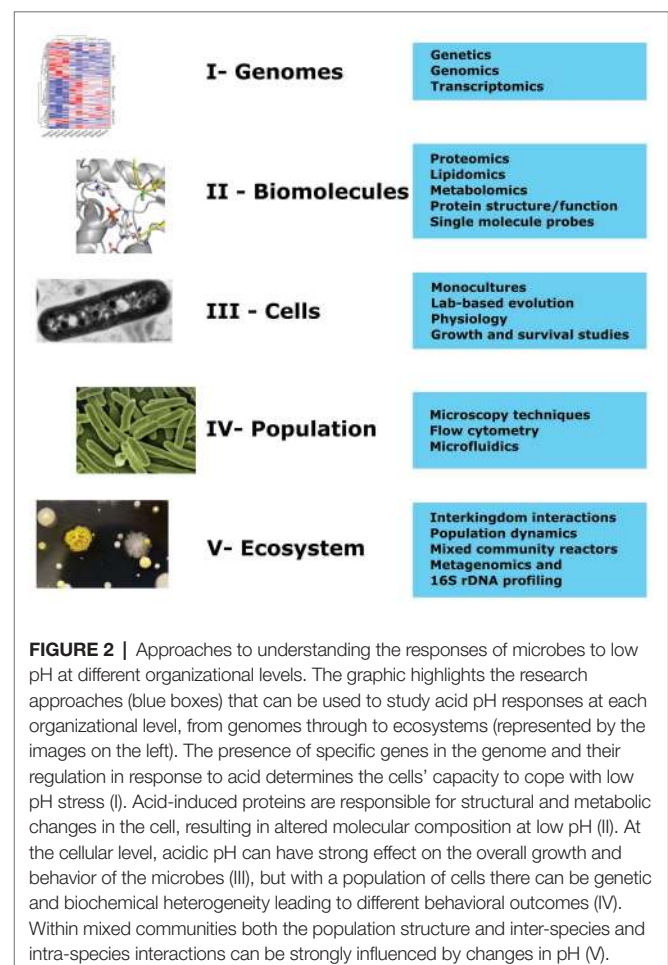 I- Genomes
Genetics
Genomics
Transcriptomics
II - Biomolecules
Proteomics
Lipidomics
Metabolomics
Protein structure/function
Single molecule probes
III - Cells
Monocultures
Lab-based evolution
Physiology
Growth and survival studies
IV- Population
Microscopy techniques
Flow cytometry
Microfluidics
V- Ecosystem
Interkingdom interactions
Population dynamics
Mixed community reactors
Metagenomics and
16S rDNA profiling
FIGURE 2 | Approaches to understanding the responses of microbes to low
pH at different organizational levels. The graphic highlights the research
approaches (blue boxes) that can be used to study acid pH responses at each
organizational level, from genomes through to ecosystems (represented by the
images on the left). The presence of specific genes in the genome and their
regulation in response to acid determines the cells' capacity to cope with low
pH stress (I). Acid-induced proteins are responsible for structural and metabolic
changes in the cell, resulting in altered molecular composition at low pH (II). At
the cellular level, acidic pH can have strong effect on the overall growth and
behavior of the microbes (III), but with a population of cells there can be genetic
and biochemical heterogeneity leading to different behavioral outcomes (IV).
Within mixed communities both the population structure and inter-species and
intra-species interactions can be strongly influenced by changes in pH (V).